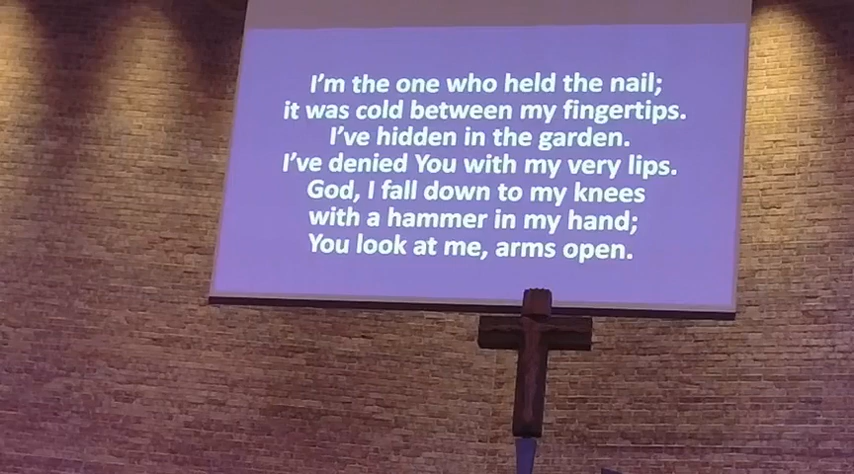 I'm the one who held the nail;
it was cold between my fingertips.
I've hidden in the garden.
I've denied You with my very lips.
God, I fall down to my knees
with a hammer in my hand;
You look at me, arms open.